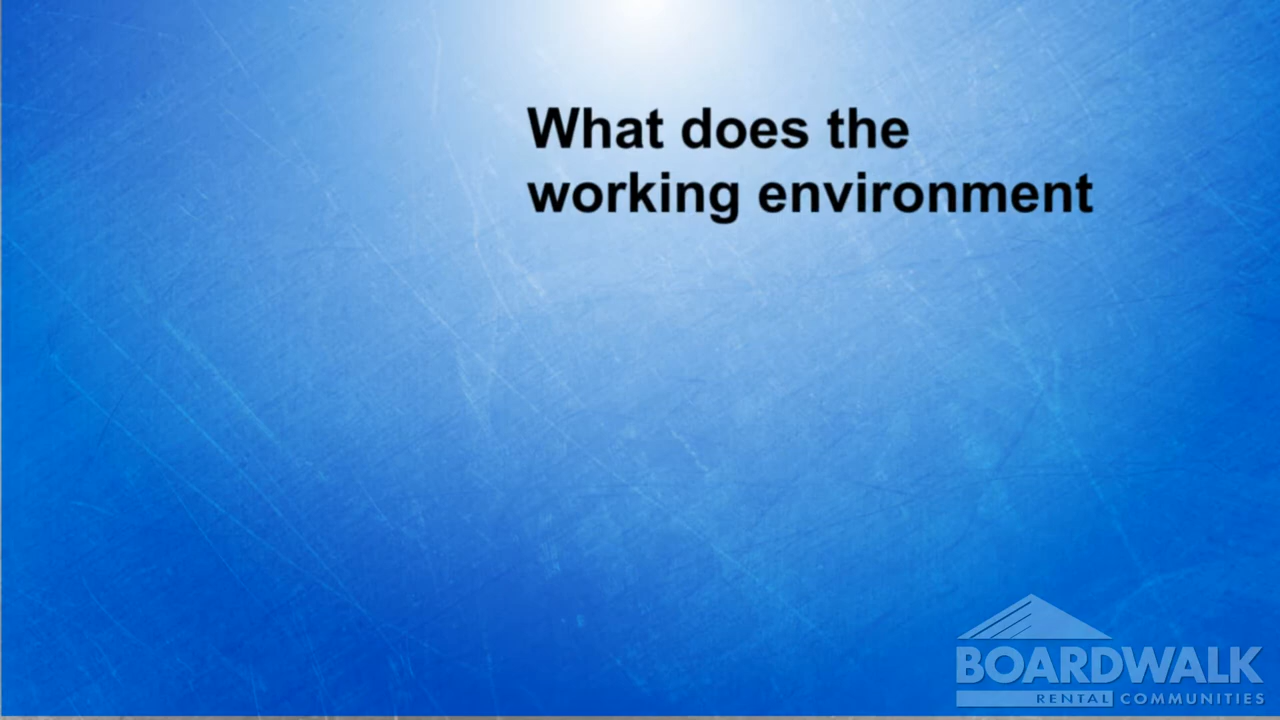 What does the
working environment
BOARDWALK
RENTAL COMMUNITIES